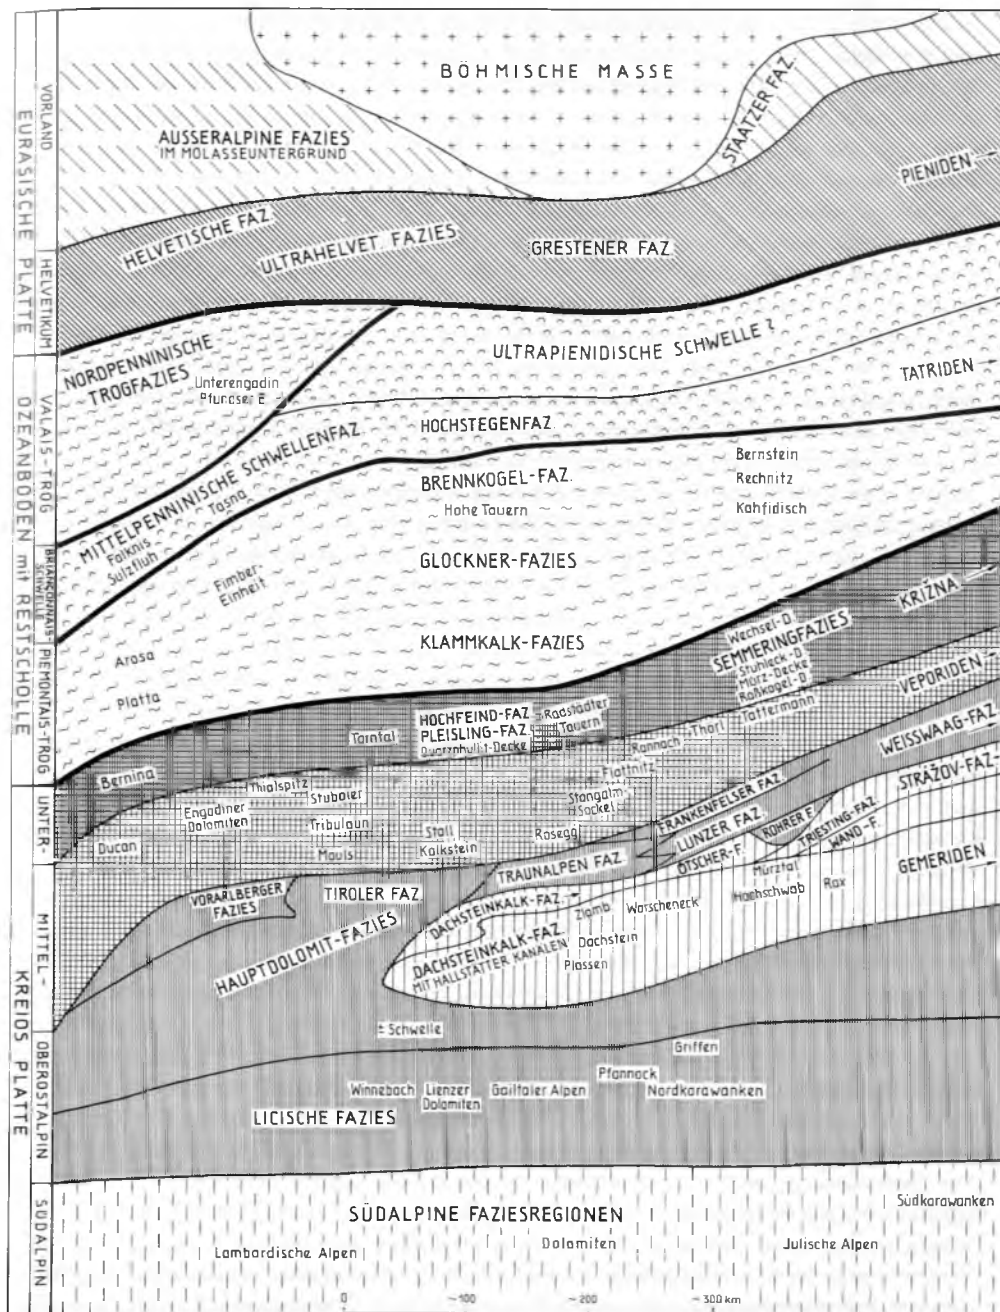 VORLAND
EURASISCHE PLATTE
HELVETIKUM
OZEANBODEN mit RESTSCHOLLE
VALAIS-TROG
BRIANÇONNAIS-
SCHWELLE
PIEMONTAIS-TROG
UNTER-
MITTEL-
KREIOS PLATTE
OBEROSTALPIN
SÜDALPIN
BÖHMISCHE MASSE
STAATZER FAZ.
AUSSERALPINE FAZIES
IM MOLASSEUNTERGRUND
PIENIDEN
HELVETISCHE FAZ.
ULTRAHELVET. FAZIES
GRESTENER FAZ.
NORDPENNINISCHE
TROGFAZIES
Unterengadin
Pfundser E
ULTRAPIENIDISCHE SCHWELLE ?
TATRIDEN
HOCHSTEGENFAZ.
MITTELPENNINISCHE SCHWELLENFAZ.
Falknis
Sulzfluh
Tasna
BRENNKOGEL-FAZ.
Hohe Tauern
Bernstein
Rechnitz
Kohfidisch
GLOCKNER-FAZIES
Fimber-
Einheit
KLAMMKALK-FAZIES
Arosa
Platta
KRIŽNA
Wechsel-D.
SEMMERINGFAZIES
Stuhleck-D.
Mürz-Decke
Roßkogel-D.
VEPORIDEN
HOCHFEIND-FAZ.
PLEISLING-FAZ.
Quarzphyllit-Decke
Radstädter
Tauern
Tarntal
Bernina
Rannach
Thörl
Tattermann
WEISSWAAG-FAZ.
Flattnitz
Thialspitz
Stubaier
Engadiner
Dolomiten
Stangalm-
Sockel
FRANKENFELSER FAZ.
STRÁŽOV-FAZ.
Ducan
Tribulaun
Mauls
Stoll
Kalkstein
Rosegg
LUNZER FAZ.
ROHRER F.
TRIESTING-FAZ.
WAND-F.
ÖTSCHER-F.
TRAUNALPEN FAZ.
GEMERIDEN
VORARLBERGER
FAZIES
TIROLER FAZ.
Mürztal
Hochschwab
Rax
HAUPTDOLOMIT-FAZIES
DACHSTEINKALK-FAZ.
Zlamb
Warscheneck
DACHSTEINKALK-FAZ.
MIT HALLSTÄTTER KANÄLEN
Dachstein
Plassen
± Schwelle
Griffen
Pfannock
Winnebach
Lienzer
Dolomiten
Gailtaler Alpen
Nordkarawanken
LICISCHE FAZIES
Südkarawanken
SÜDALPINE FAZIESREGIONEN
Lombardische Alpen
Dolomiten
Julische Alpen
0
100
200
300 km